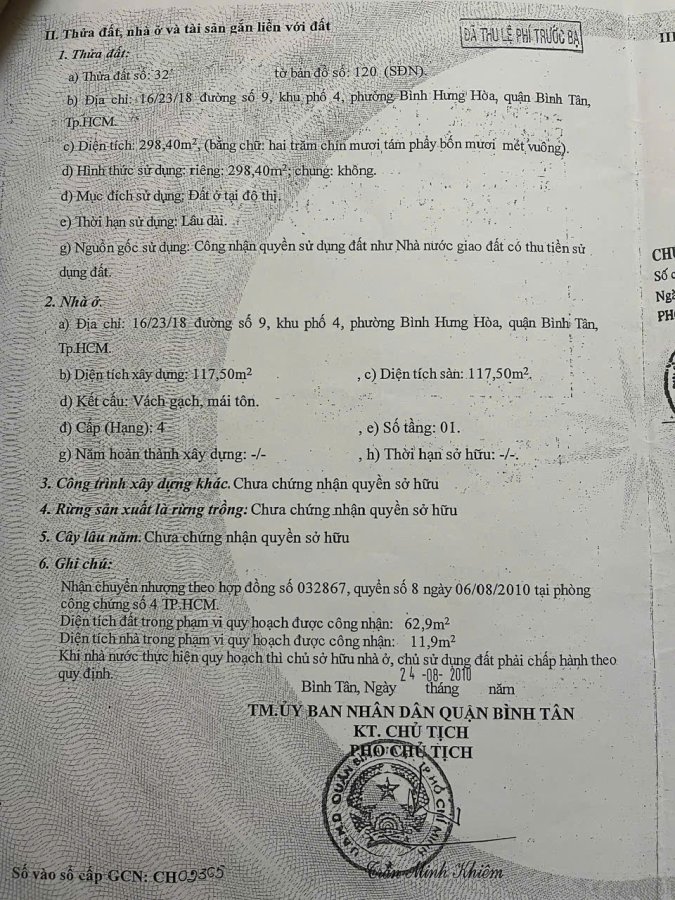 II. Thửa đất, nhà ở và tài sản gắn liền với đất
ĐÃ THU LỆ PHÍ TRƯỚC BẠ
III
1. Thửa đất:
a) Thửa đất số: 32
tờ bản đồ số: 120 (SĐN).
b) Địa chỉ: 16/23/18 đường số 9, khu phố 4, phường Bình Hưng Hòa, quận Bình Tân,
Tp.HCM.
c) Diện tích: 298,40m², (bằng chữ: hai trăm chín mươi tám phẩy bốn mươi mét vuông).
d) Hình thức sử dụng: riêng: 298,40m²; chung: không.
đ) Mục đích sử dụng: Đất ở tại đô thị.
e) Thời hạn sử dụng: Lâu dài.
g) Nguồn gốc sử dụng: Công nhận quyền sử dụng đất như Nhà nước giao đất có thu tiền sử
dụng đất.
CH
Số c
Ngà
PH
2. Nhà ở.
a) Địa chỉ: 16/23/18 đường số 9, khu phố 4, phường Bình Hưng Hòa, quận Bình Tân,
Tp.HCM.
b) Diện tích xây dựng: 117,50m²
, c) Diện tích sàn: 117,50m².
d) Kết cấu: Vách gạch, mái tôn.
đ) Cấp (Hạng): 4
, e) Số tầng: 01.
g) Năm hoàn thành xây dựng: -/-
, h) Thời hạn sở hữu: -/-.
3. Công trình xây dựng khác: Chưa chứng nhận quyền sở hữu
4. Rừng sản xuất là rừng trồng: Chưa chứng nhận quyền sở hữu
5. Cây lâu năm: Chưa chứng nhận quyền sở hữu
6. Ghi chú:
Nhận chuyển nhượng theo hợp đồng số 032867, quyển số 8 ngày 06/08/2010 tại phòng
công chứng số 4 TP.HCM.
Diện tích đất trong phạm vi quy hoạch được công nhận: 62,9m²
Diện tích nhà trong phạm vi quy hoạch được công nhận: 11,9m²
Khi nhà nước thực hiện quy hoạch thì chủ sở hữu nhà ở, chủ sử dụng đất phải chấp hành theo
quy định.
24 -08- 2010
Bình Tân, Ngày tháng năm
TM.ỦY BAN NHÂN DÂN QUẬN BÌNH TÂN
KT. CHỦ TỊCH
PHÓ CHỦ TỊCH
Trần Minh Khiêm
Số vào sổ cấp GCN: CH09365